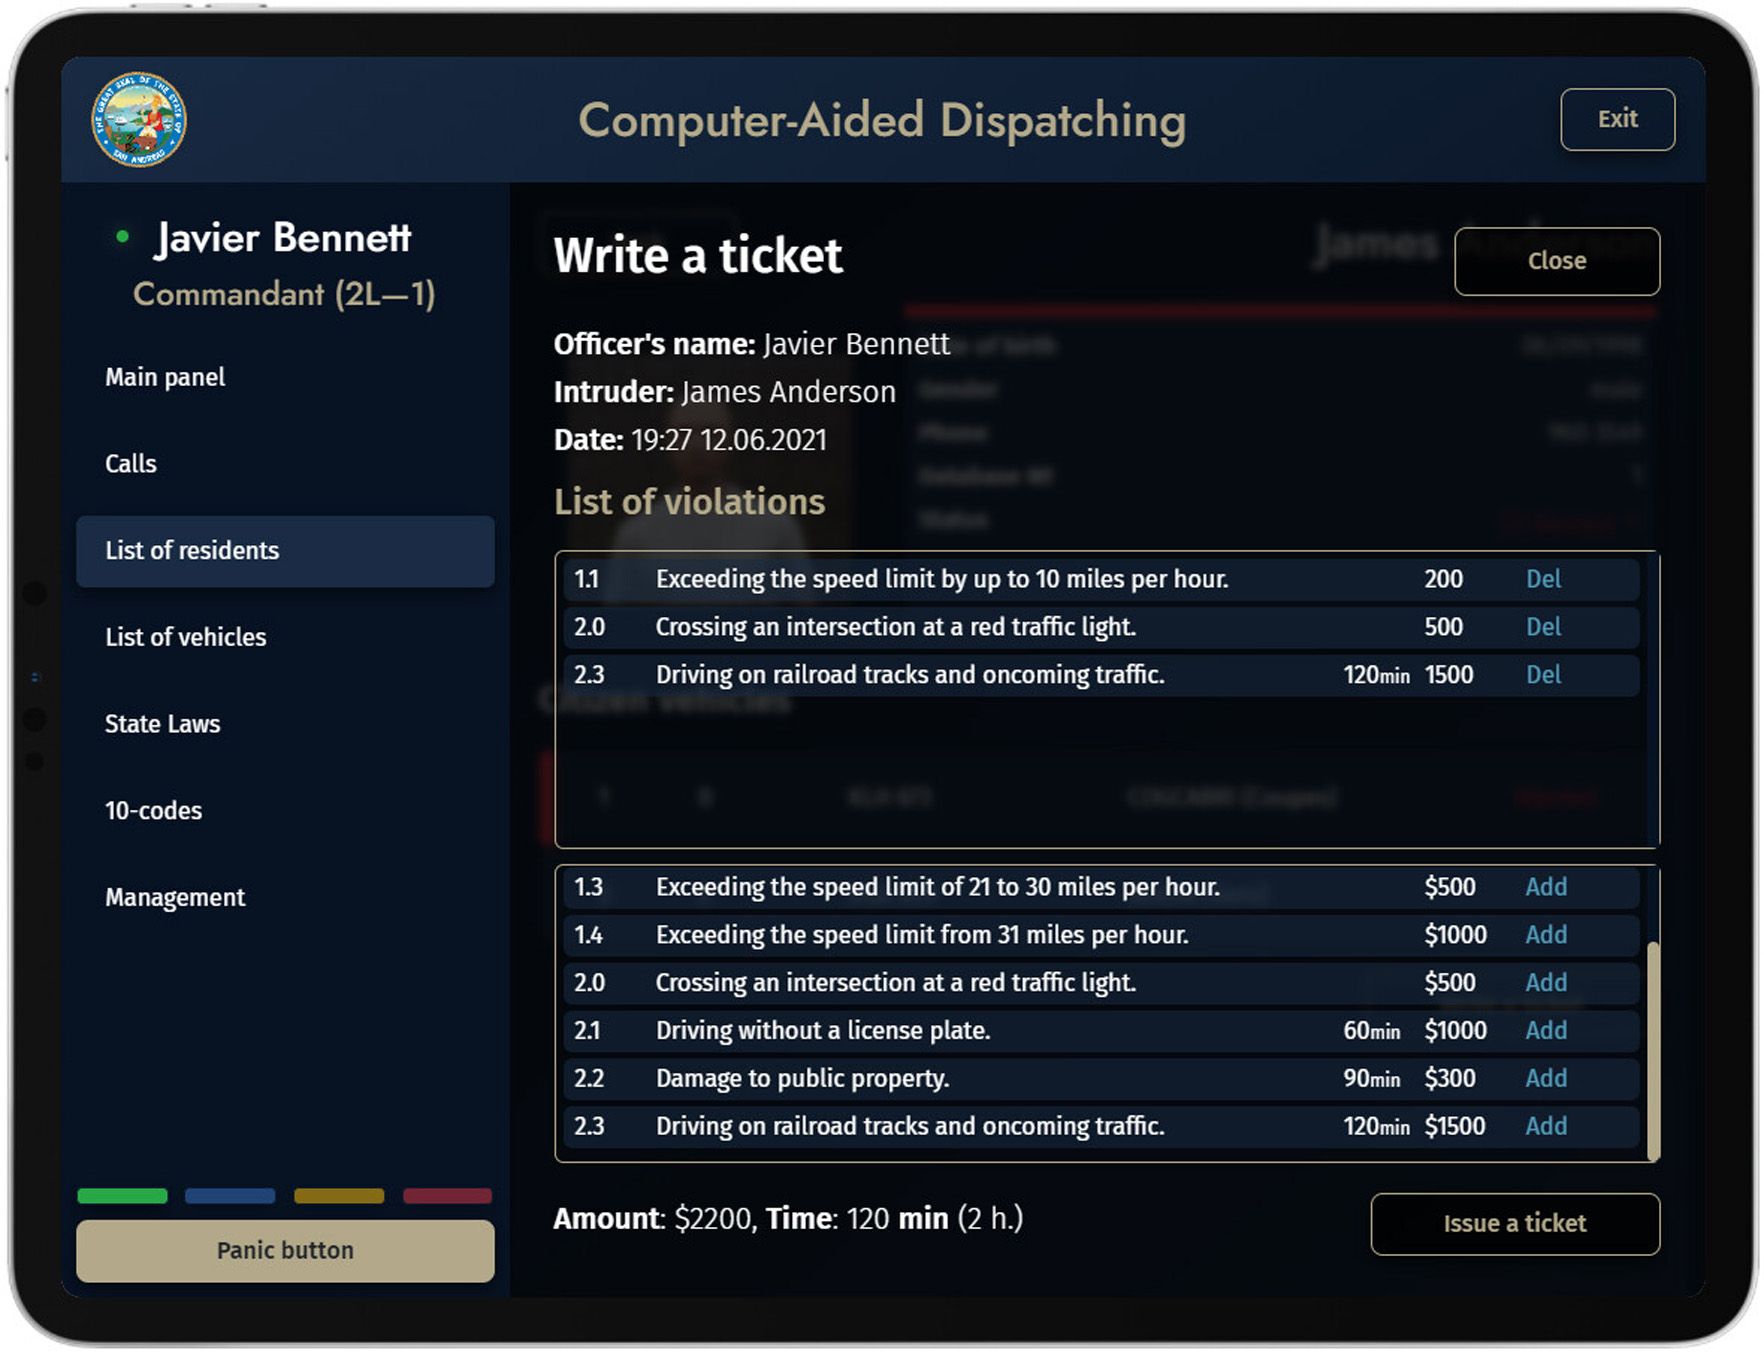 THE GREAT SEAL OF THE STATE OF SAN ANDREAS
Computer-Aided Dispatching
Exit
Javier Bennett
Commandant (2L—1)
Main panel
Calls
List of residents
List of vehicles
State Laws
10-codes
Management
Panic button
James Anderson
Write a ticket
Close
Officer's name: Javier Bennett
Intruder: James Anderson
Date: 19:27 12.06.2021
Gender
Phone
Status
List of violations
1.1 Exceeding the speed limit by up to 10 miles per hour. 200 Del
2.0 Crossing an intersection at a red traffic light. 500 Del
2.3 Driving on railroad tracks and oncoming traffic. 120min 1500 Del
Citizen vehicles
1.3 Exceeding the speed limit of 21 to 30 miles per hour. $500 Add
1.4 Exceeding the speed limit from 31 miles per hour. $1000 Add
2.0 Crossing an intersection at a red traffic light. $500 Add
2.1 Driving without a license plate. 60min $1000 Add
2.2 Damage to public property. 90min $300 Add
2.3 Driving on railroad tracks and oncoming traffic. 120min $1500 Add
Amount: $2200, Time: 120 min (2 h.)
Issue a ticket